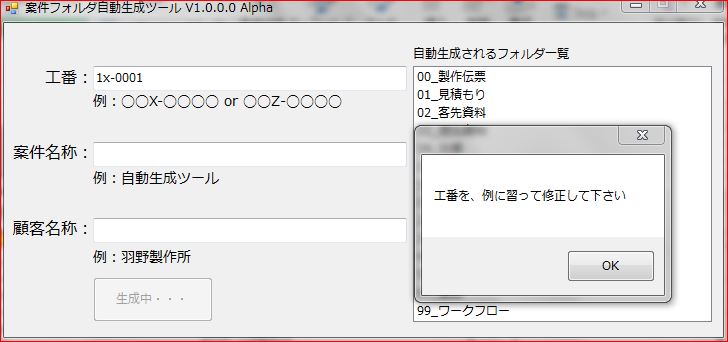 案件フォルダ自動生成ツール V1.0.0.0 Alpha
自動生成されるフォルダ一覧
工番：
1x-0001
例：○○X-○○○○ or ○○Z-○○○○
案件名称：
例：自動生成ツール
顧客名称：
例：羽野製作所
生成中・・・
00_製作伝票
01_見積もり
02_客先資料
工番を、例に習って修正して下さい
OK
99_ワークフロー